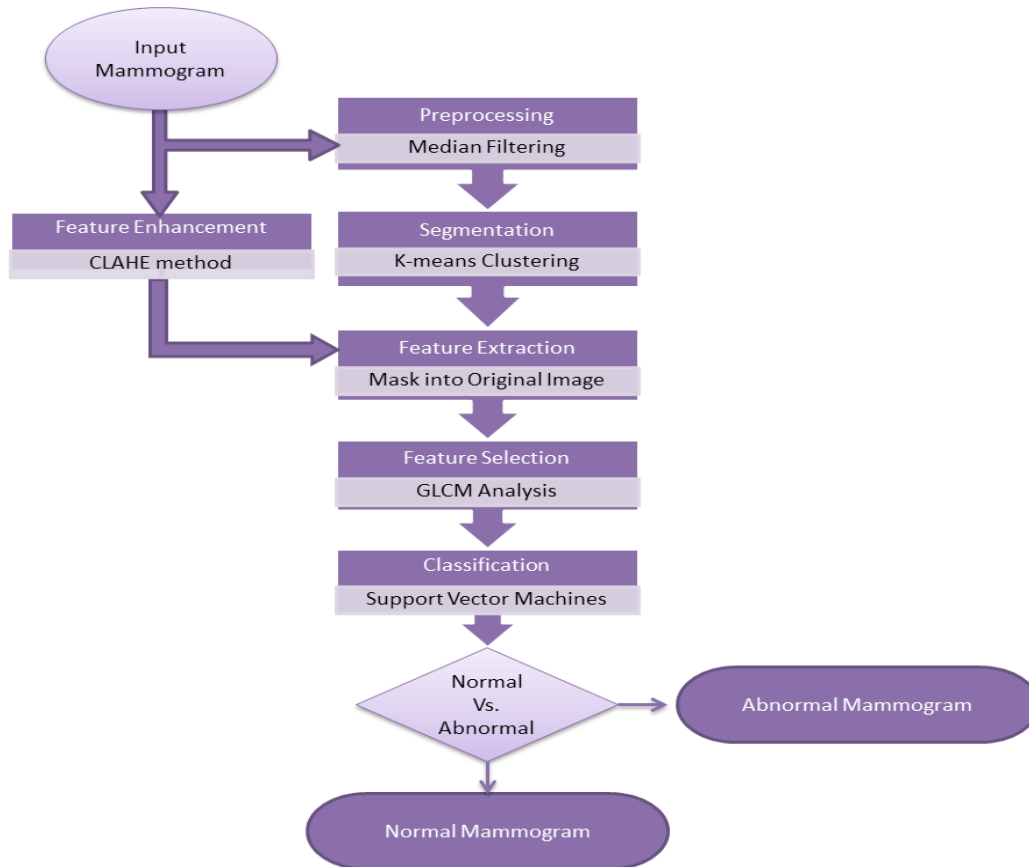 Input
Mammogram
Preprocessing
Median Filtering
Feature Enhancement
CLAHE method
Segmentation
K-means Clustering
Feature Extraction
Mask into Original Image
Feature Selection
GLCM Analysis
Classification
Support Vector Machines
Normal
Vs.
Abnormal
Abnormal Mammogram
Normal Mammogram